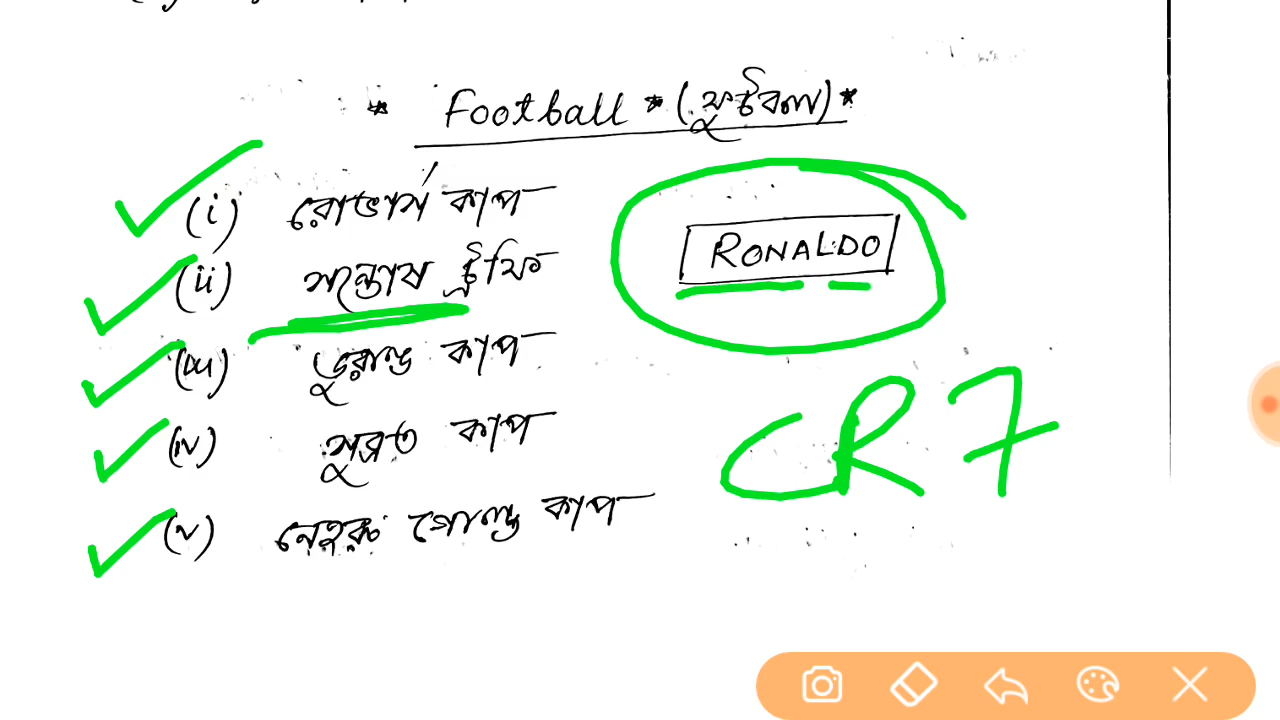 * Football * (ফুটবল) *
(i) রোভার্স কাপ
(ii) সন্তোষ ট্রফি
RONALDO
(iii) ডুরান্ড কাপ
(iv) সুব্রত কাপ
CR7
(v) নেহরু গোল্ড কাপ